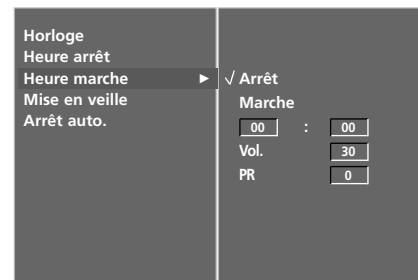 Horloge
Heure arrêt
Heure marche ►
Mise en veille
Arrêt auto.
√ Arrêt
Marche
00 : 00
Vol. 30
PR 0